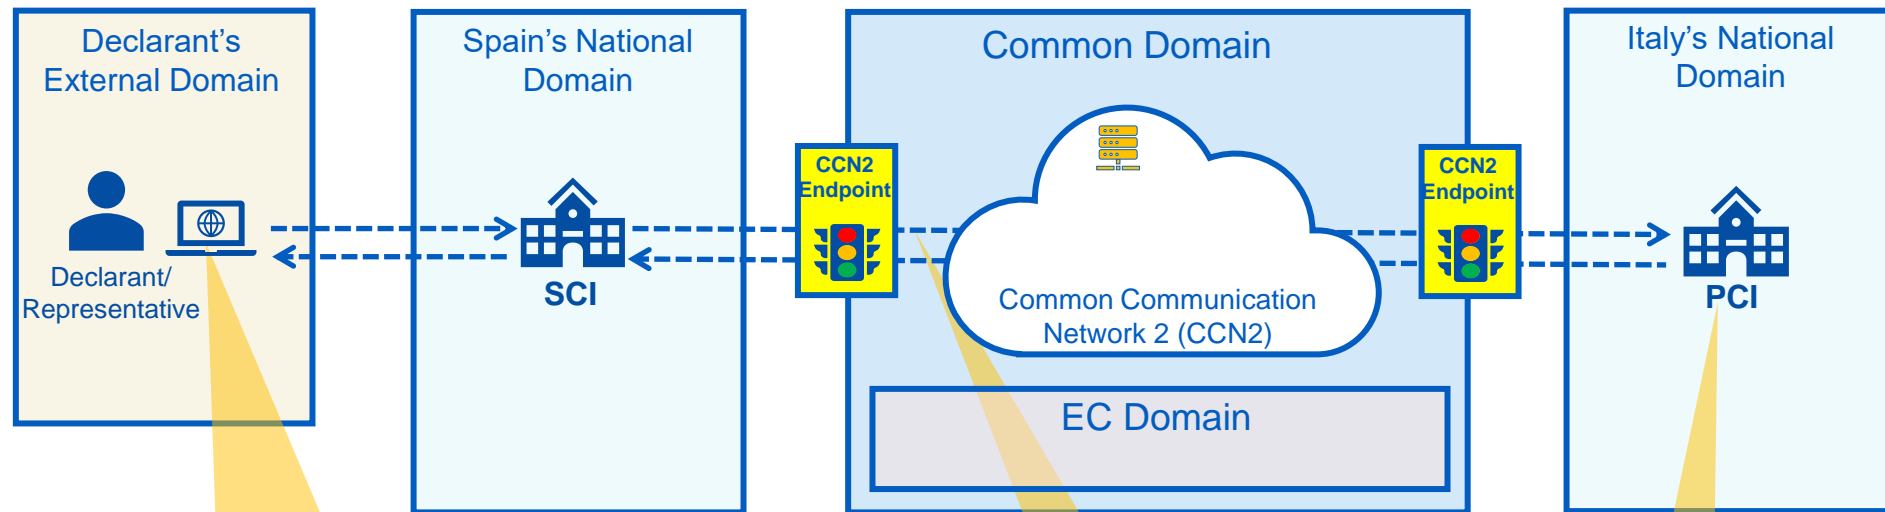 Declarant's
External Domain
Declarant/
Representative
Spain's National
Domain
SCI
CCN2
Endpoint
Common Domain
Common Communication
Network 2 (CCN2)
EC Domain
CCN2
Endpoint
Italy's National
Domain
PCI